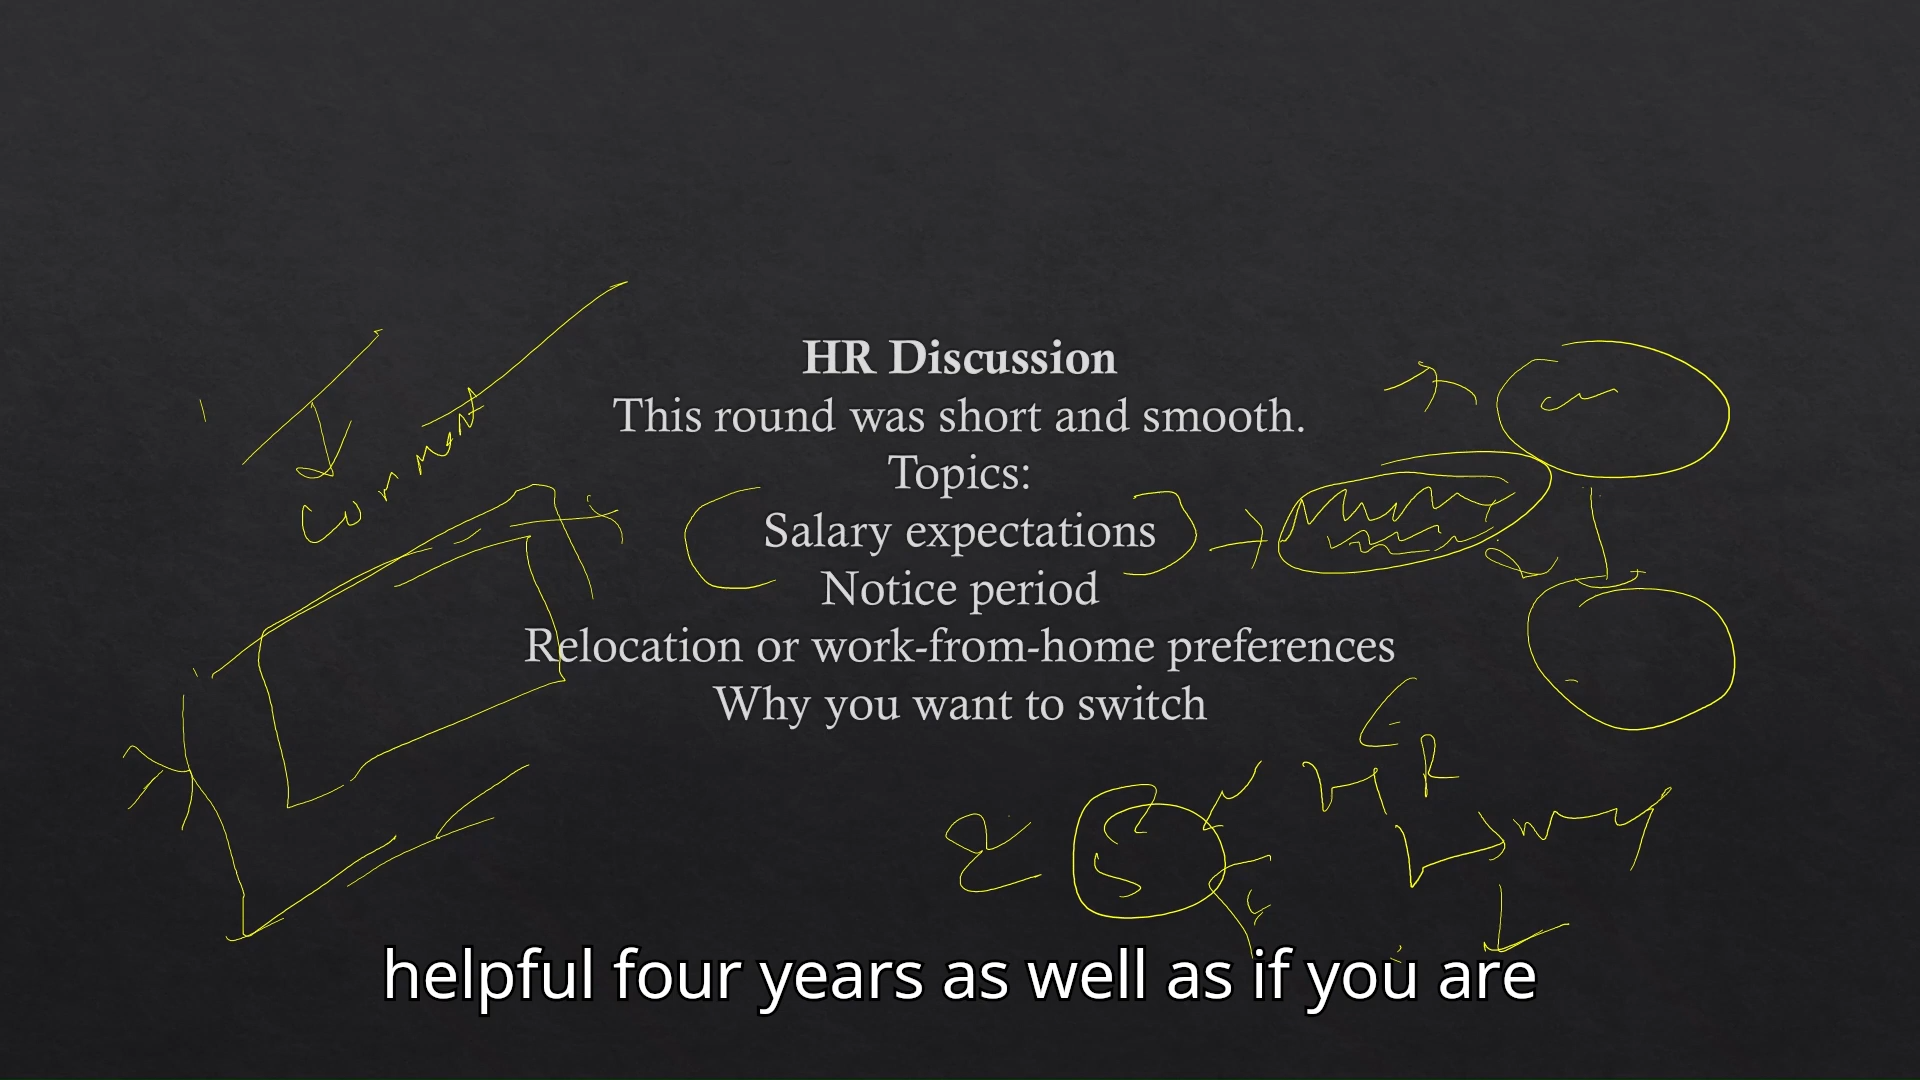 HR Discussion
This round was short and smooth.
Topics:
Salary expectations
Notice period
Relocation or work-from-home preferences
Why you want to switch
Comment
HR
helpful four years as well as if you are